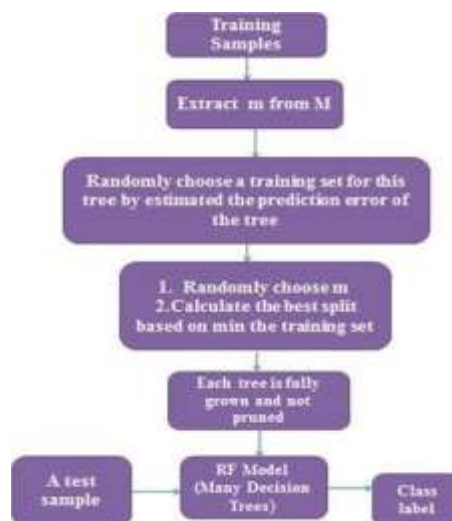 Training
Samples
Extract m from M
Randomly choose a training set for this
tree by estimated the prediction error of
the tree
1. Randomly choose m
2.Calculate the best split
based on min the training set
Each tree is fully
grown and not
pruned
A test
sample
RF Model
(Many Decision
Trees)
Class
label